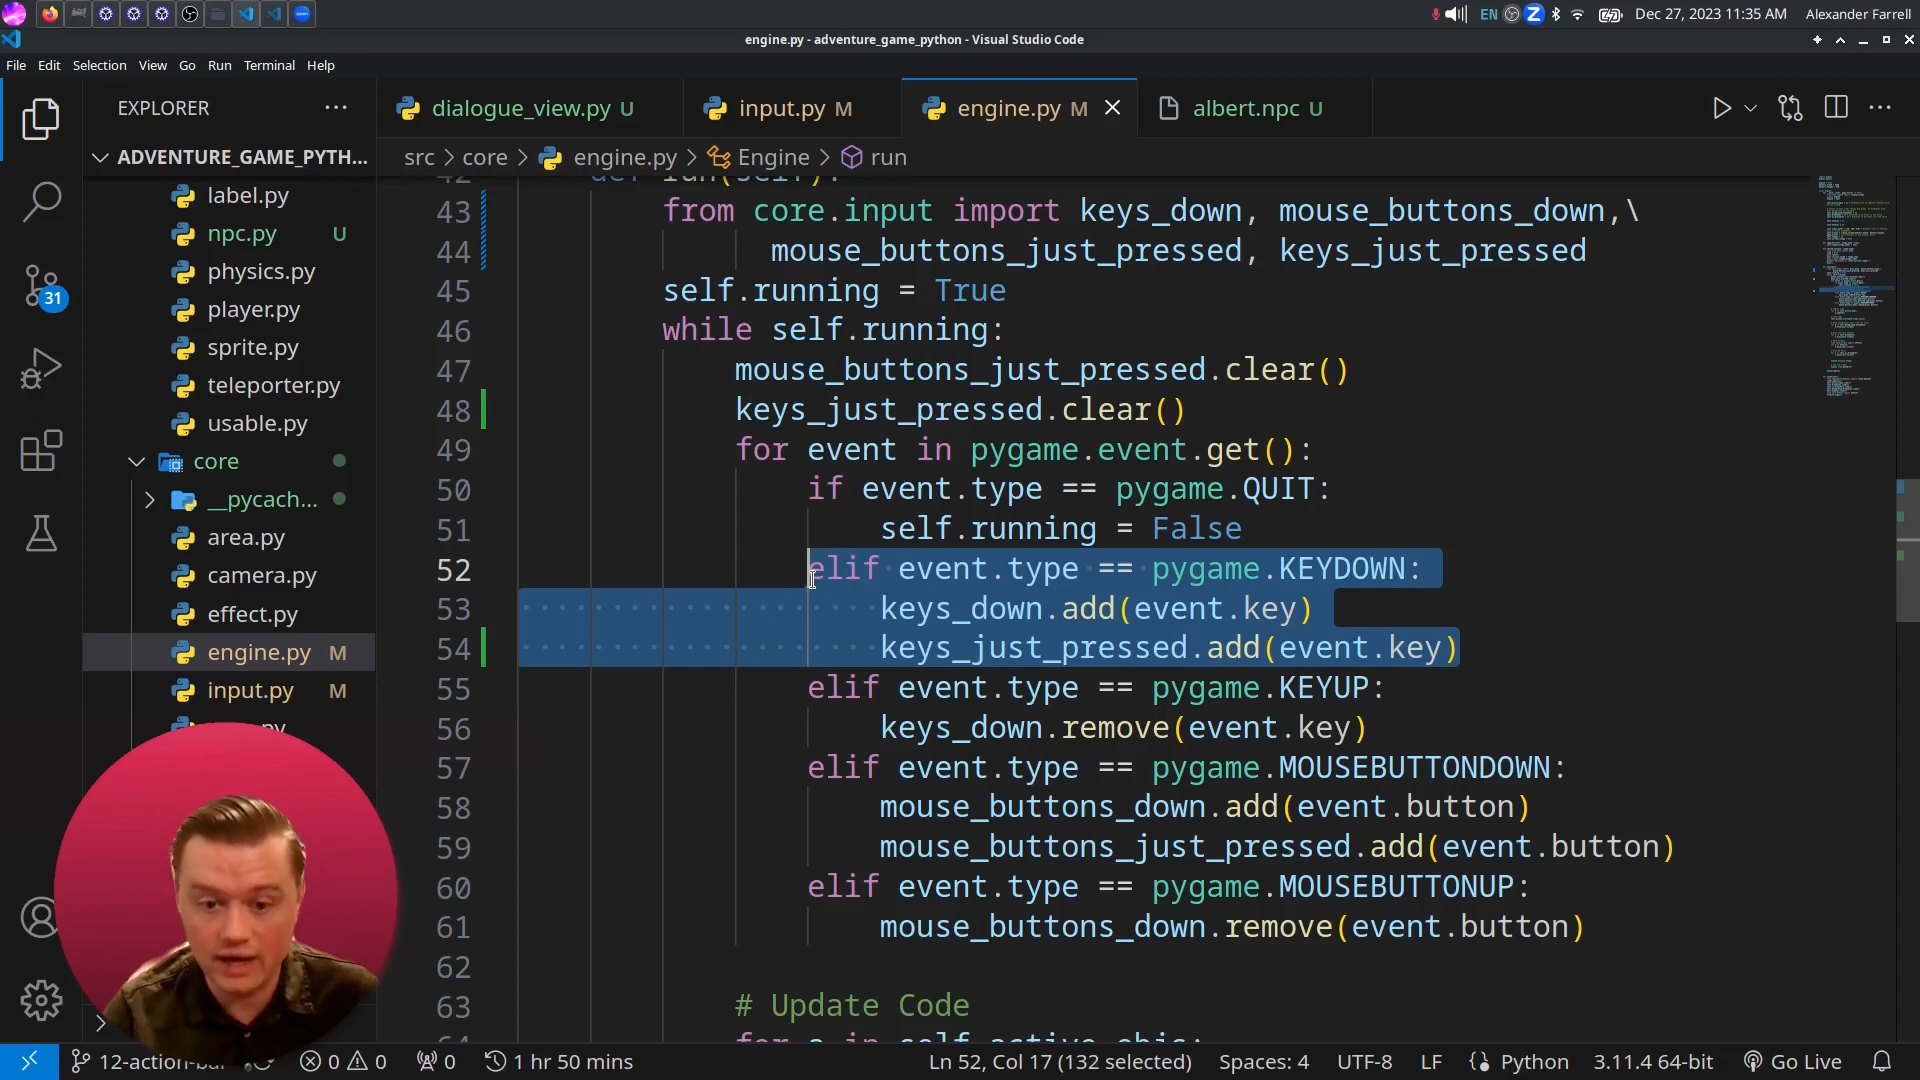 EN
Dec 27, 2023 11:35 AM
Alexander Farrell
engine.py - adventure_game_python - Visual Studio Code
File Edit Selection View Go Run Terminal Help
EXPLORER
dialogue_view.py U
input.py M
engine.py M
albert.npc U
ADVENTURE_GAME_PYTH...
src > core > engine.py > Engine > run
label.py
npc.py U
physics.py
player.py
sprite.py
teleporter.py
usable.py
core
__pycach...
area.py
camera.py
effect.py
engine.py M
input.py M
31
42 def run(self):
43 from core.input import keys_down, mouse_buttons_down,\
44 mouse_buttons_just_pressed, keys_just_pressed
45 self.running = True
46 while self.running:
47 mouse_buttons_just_pressed.clear()
48 keys_just_pressed.clear()
49 for event in pygame.event.get():
50 if event.type == pygame.QUIT:
51 self.running = False
52 elif event.type == pygame.KEYDOWN:
53 keys_down.add(event.key)
54 keys_just_pressed.add(event.key)
55 elif event.type == pygame.KEYUP:
56 keys_down.remove(event.key)
57 elif event.type == pygame.MOUSEBUTTONDOWN:
58 mouse_buttons_down.add(event.button)
59 mouse_buttons_just_pressed.add(event.button)
60 elif event.type == pygame.MOUSEBUTTONUP:
61 mouse_buttons_down.remove(event.button)
62
63 # Update Code
12-action-bar
0 0
0
1 hr 50 mins
Ln 52, Col 17 (132 selected)
Spaces: 4
UTF-8
LF
Python
3.11.4 64-bit
Go Live